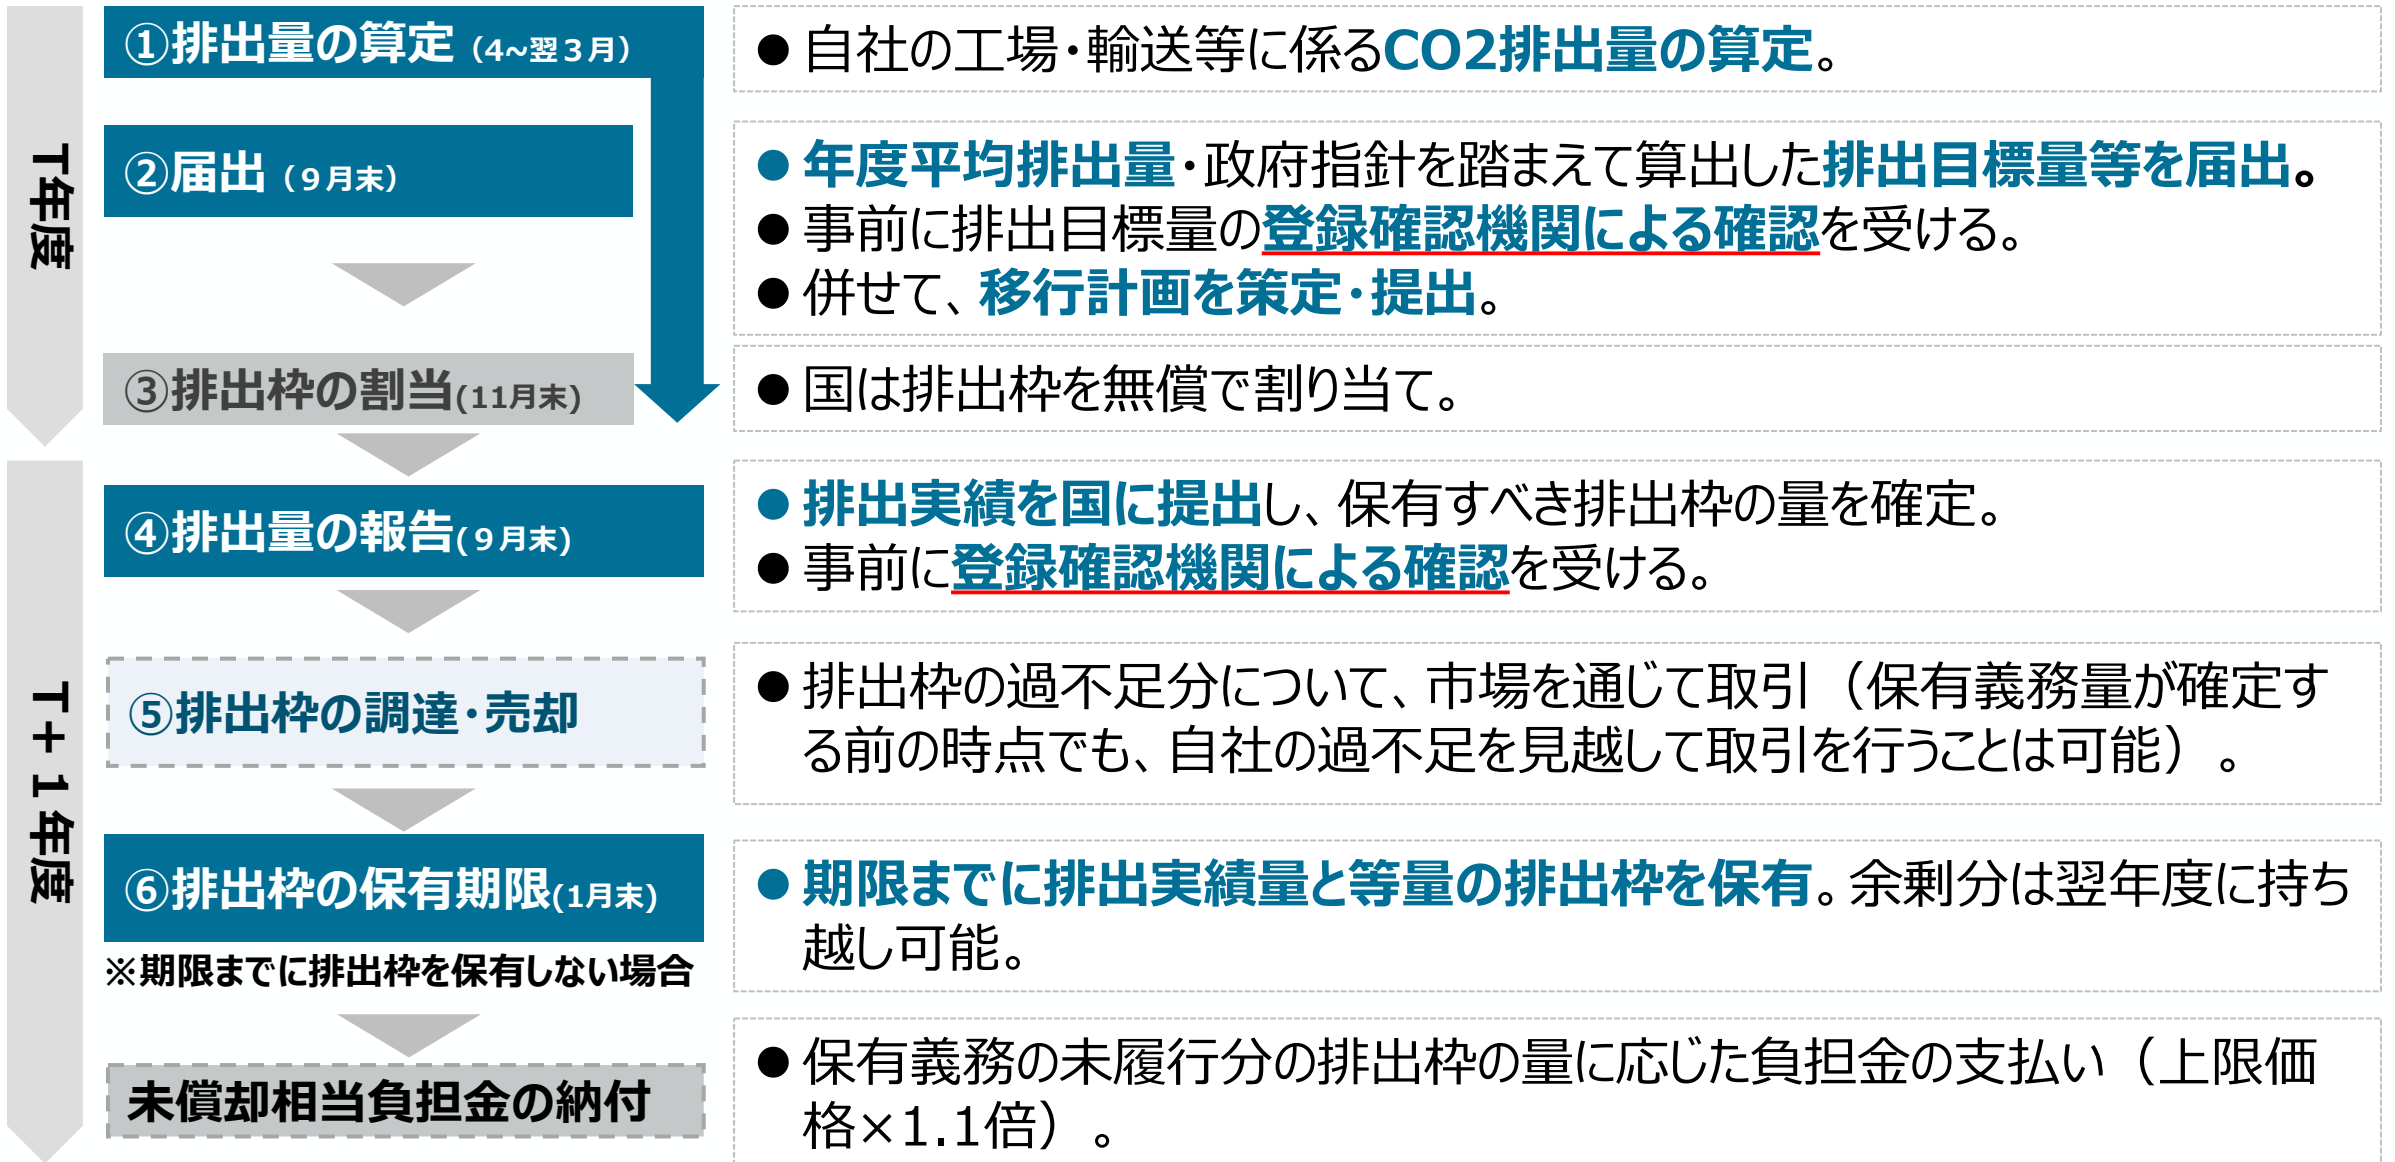 T年度
①排出量の算定（4~翌３月）
●自社の工場・輸送等に係るCO2排出量の算定。
②届出（９月末）
●年度平均排出量・政府指針を踏まえて算出した排出目標量等を届出。
●事前に排出目標量の登録確認機関による確認を受ける。
●併せて、移行計画を策定・提出。
③排出枠の割当(11月末)
●国は排出枠を無償で割り当て。
T＋１年度
④排出量の報告(９月末)
●排出実績を国に提出し、保有すべき排出枠の量を確定。
●事前に登録確認機関による確認を受ける。
⑤排出枠の調達・売却
●排出枠の過不足分について、市場を通じて取引（保有義務量が確定す
る前の時点でも、自社の過不足を見越して取引を行うことは可能）。
⑥排出枠の保有期限(1月末)
※期限までに排出枠を保有しない場合
●期限までに排出実績量と等量の排出枠を保有。余剰分は翌年度に持ち
越し可能。
未償却相当負担金の納付
●保有義務の未履行分の排出枠の量に応じた負担金の支払い（上限価
格×1.1倍）。